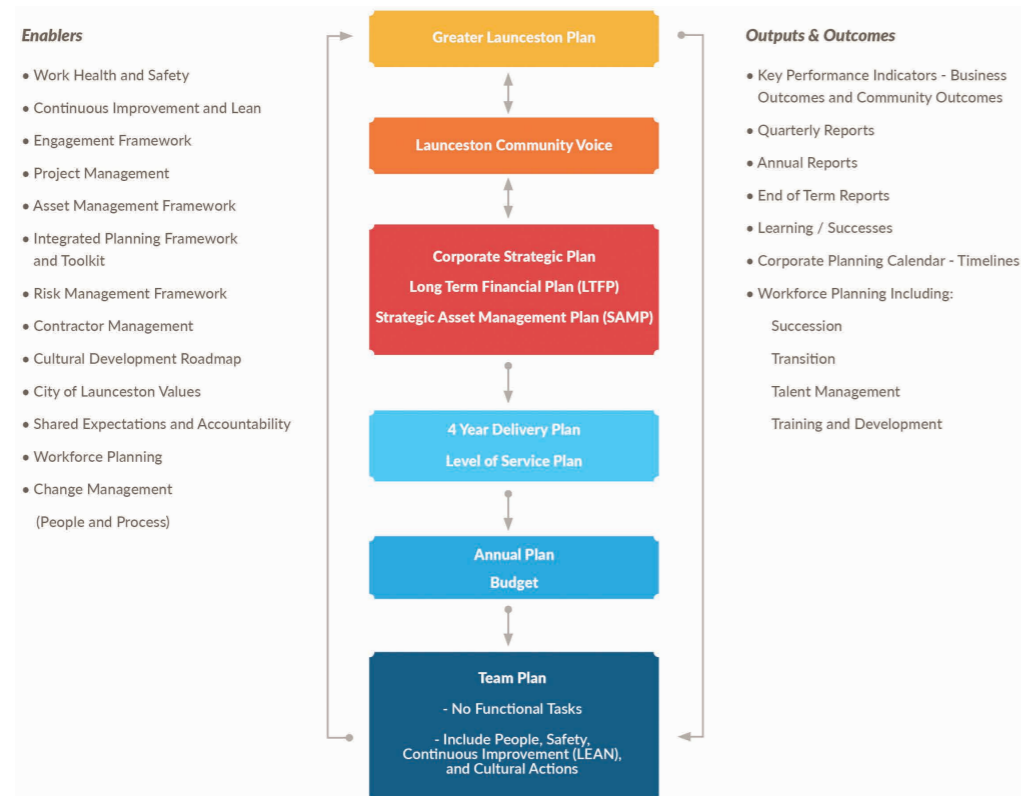 Enablers
• Work Health and Safety
• Continuous Improvement and Lean
• Engagement Framework
• Project Management
• Asset Management Framework
• Integrated Planning Framework
and Toolkit
• Risk Management Framework
• Contractor Management
• Cultural Development Roadmap
• City of Launceston Values
• Shared Expectations and Accountability
• Workforce Planning
• Change Management
(People and Process)
Greater Launceston Plan
Launceston Community Voice
Corporate Strategic Plan
Long Term Financial Plan (LTFP)
Strategic Asset Management Plan (SAMP)
4 Year Delivery Plan
Level of Service Plan
Annual Plan
Budget
Team Plan
- No Functional Tasks
- Include People, Safety,
Continuous Improvement (LEAN),
and Cultural Actions
Outputs & Outcomes
• Key Performance Indicators - Business
Outcomes and Community Outcomes
• Quarterly Reports
• Annual Reports
• End of Term Reports
• Learning / Successes
• Corporate Planning Calendar - Timelines
• Workforce Planning Including:
Succession
Transition
Talent Management
Training and Development